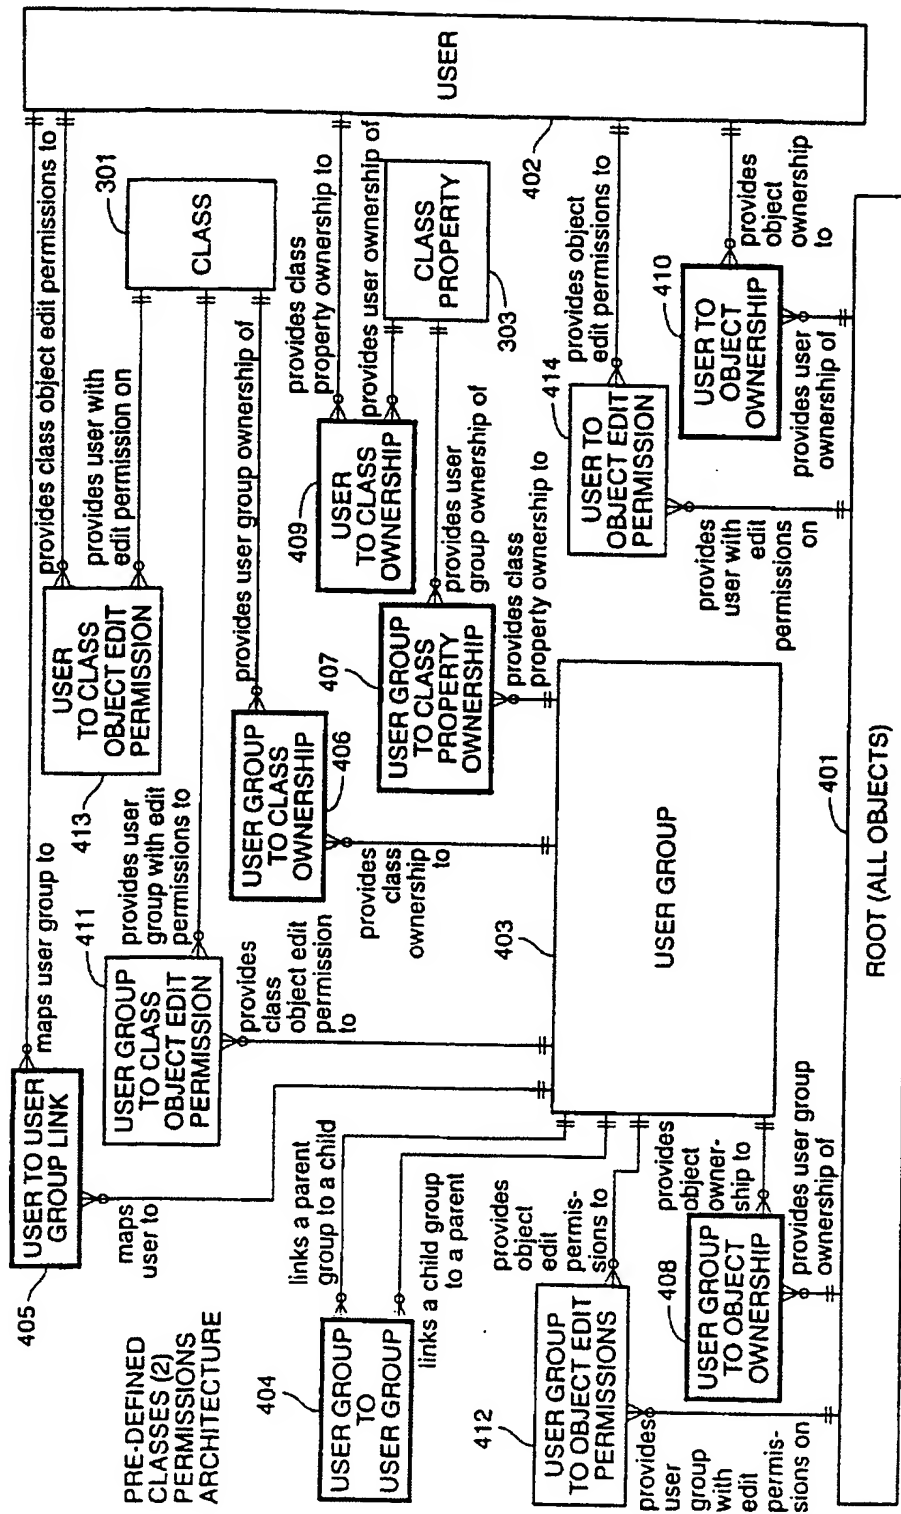 PRE-DEFINED
CLASSES (2)
PERMISSIONS
ARCHITECTURE
405
USER TO USER
GROUP LINK
maps user group to
maps
user to
411
USER GROUP
TO CLASS
OBJECT EDIT
PERMISSION
provides user
group with edit
permissions to
provides
class
object edit
permission
to
413
USER
TO CLASS
OBJECT EDIT
PERMISSION
provides class object edit permissions to
provides user with
edit permission on
301
CLASS
USER
402
404
USER GROUP
TO
USER GROUP
links a parent
group to a child
links a child group
to a parent
406
USER GROUP
TO CLASS
OWNERSHIP
provides user group ownership of
provides
class
ownership
to
409
USER
TO CLASS
OWNERSHIP
provides class
property ownership to
provides user ownership of
CLASS
PROPERTY
303
407
USER GROUP
TO CLASS
PROPERTY
OWNERSHIP
provides user
group ownership of
provides class
property ownership to
412
USER GROUP
TO OBJECT EDIT
PERMISSIONS
provides
object
edit
permis-
sions to
provides
user
group
with
edit
permis-
sions on
403
USER GROUP
408
USER GROUP
TO OBJECT
OWNERSHIP
provides
object
owner-
ship to
provides user group
ownership of
414
USER TO
OBJECT EDIT
PERMISSION
provides object
edit permissions to
provides
user with
edit
permissions
on
410
USER TO
OBJECT
OWNERSHIP
provides
object
ownership
to
provides user
ownership of
401
ROOT (ALL OBJECTS)